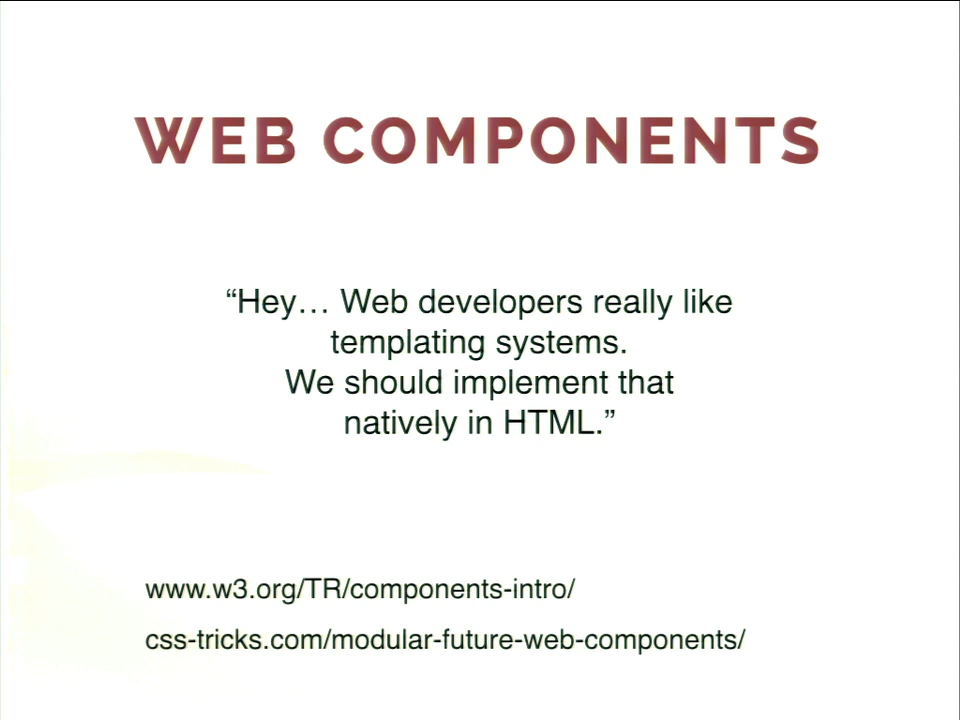 WEB COMPONENTS
“Hey… Web developers really like
templating systems.
We should implement that
natively in HTML.”
www.w3.org/TR/components-intro/
css-tricks.com/modular-future-web-components/